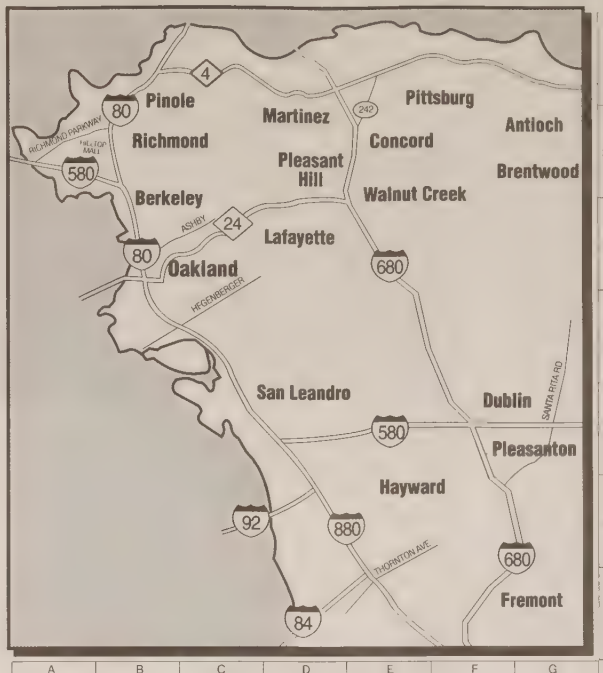 4
80
Pinole
242
Pittsburg
Martinez
Antioch
RICHMOND PARKWAY
HILLTOP
MALL
Richmond
Concord
Pleasant
Hill
580
Brentwood
Berkeley
Walnut Creek
ASHBY
24
Lafayette
80
Oakland
680
HEGENBERGER
San Leandro
Dublin
SANTA RITA RD
580
Pleasanton
Hayward
92
880
THORNTON AVE
680
Fremont
84
A B C D E F G